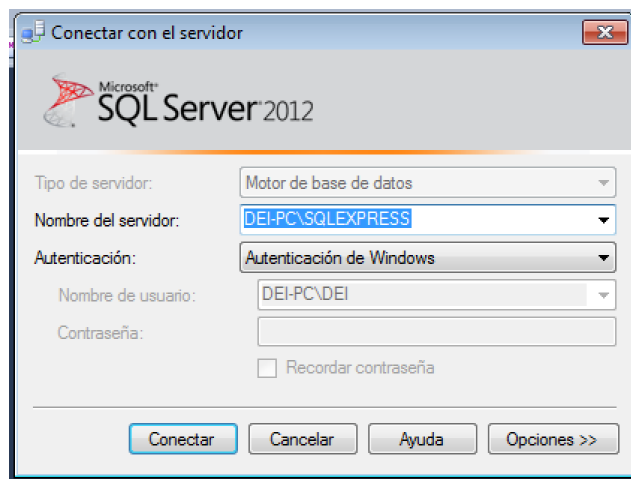 Conectar con el servidor
Microsoft®
SQL Server® 2012
Tipo de servidor: Motor de base de datos
Nombre del servidor: DEI-PC\SQLEXPRESS
Autenticación: Autenticación de Windows
Nombre de usuario: DEI-PC\DEI
Contraseña:
Recordar contraseña
Conectar Cancelar Ayuda Opciones >>